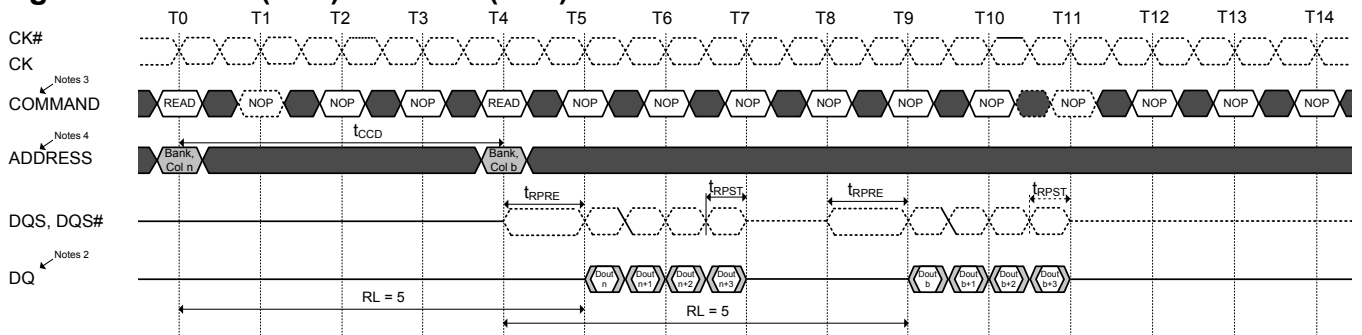 T0 T1 T2 T3 T4 T5 T6 T7 T8 T9 T10 T11 T12 T13 T14
CK#
CK
Notes 3
COMMAND READ NOP NOP NOP READ NOP NOP NOP NOP NOP NOP NOP NOP NOP NOP
tCCD
Notes 4
ADDRESS Bank, Col n Bank, Col b
tRPRE tRPST tRPRE tRPST
DQS, DQS#
Notes 2
DQ Dout n Dout n+1 Dout n+2 Dout n+3 Dout b Dout b+1 Dout b+2 Dout b+3
RL = 5 RL = 5